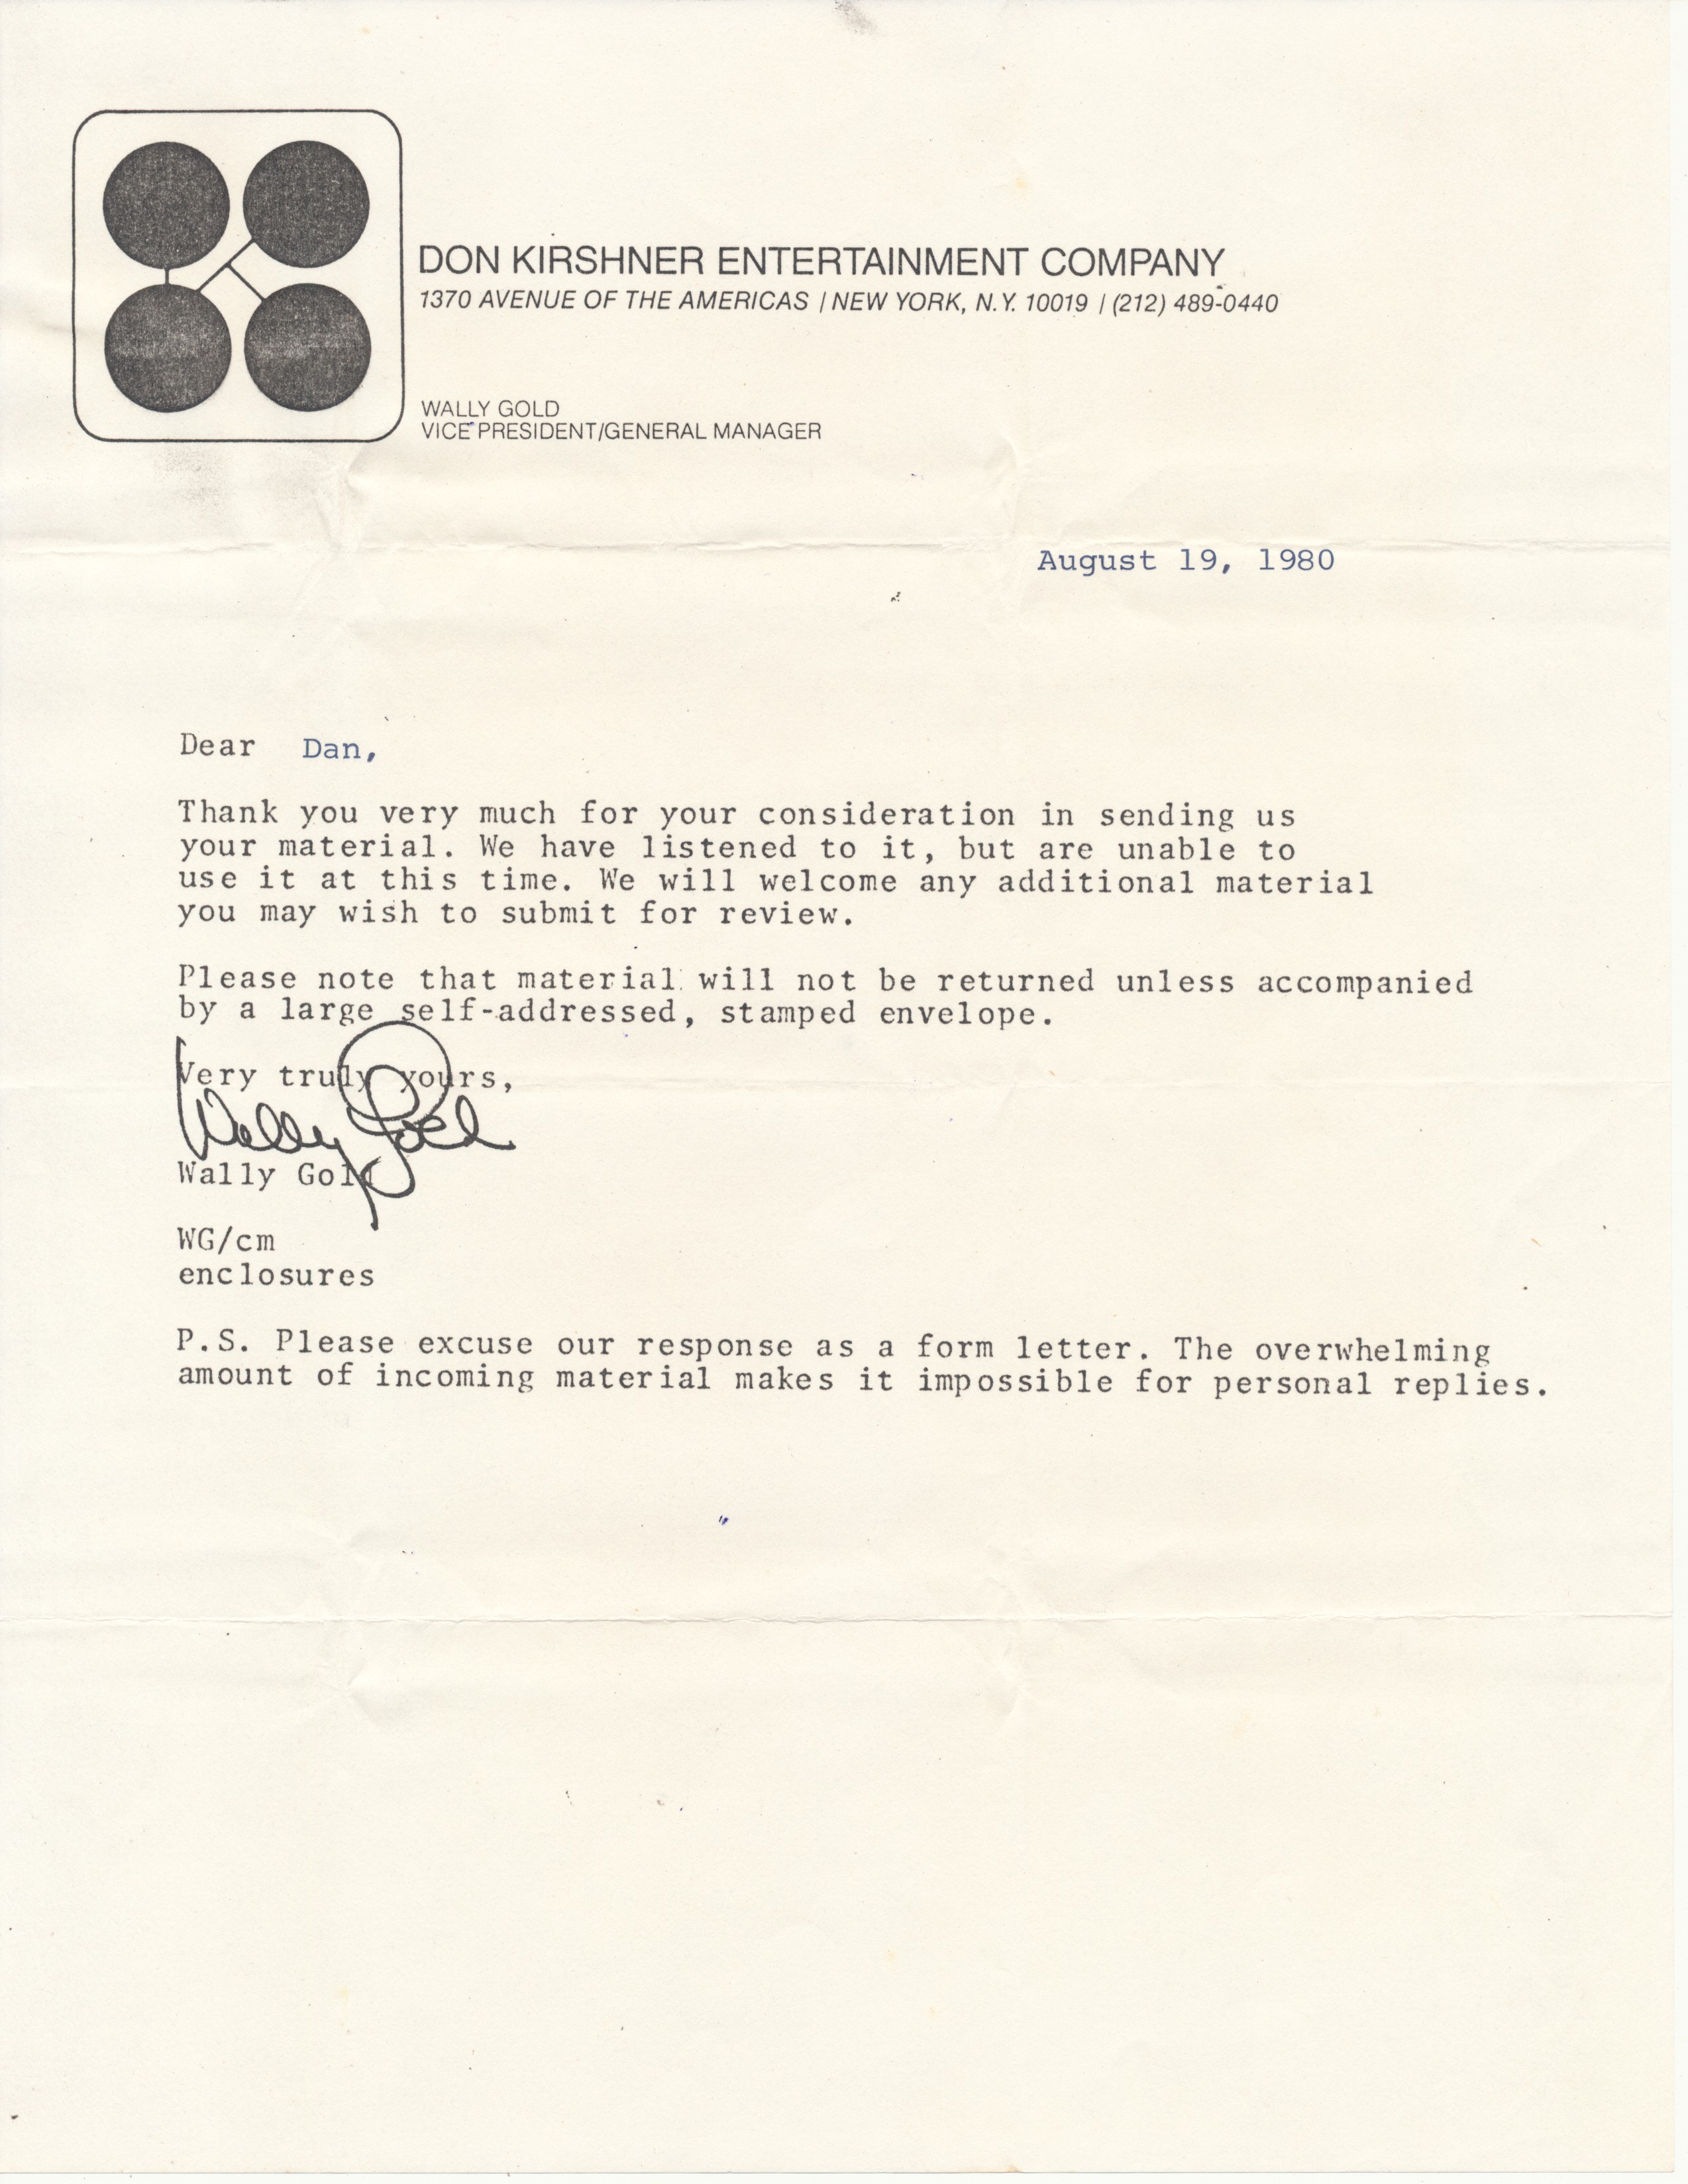 DON KIRSHNER ENTERTAINMENT COMPANY
1370 AVENUE OF THE AMERICAS / NEW YORK, N.Y. 10019 / (212) 489-0440
WALLY GOLD
VICE PRESIDENT/GENERAL MANAGER
August 19, 1980
Dear Dan,
Thank you very much for your consideration in sending us
your material. We have listened to it, but are unable to
use it at this time. We will welcome any additional material
you may wish to submit for review.
Please note that material will not be returned unless accompanied
by a large self-addressed, stamped envelope.
Very truly yours,
Wally Gold
Wally Gold
WG/cm
enclosures
P.S. Please excuse our response as a form letter. The overwhelming
amount of incoming material makes it impossible for personal replies.